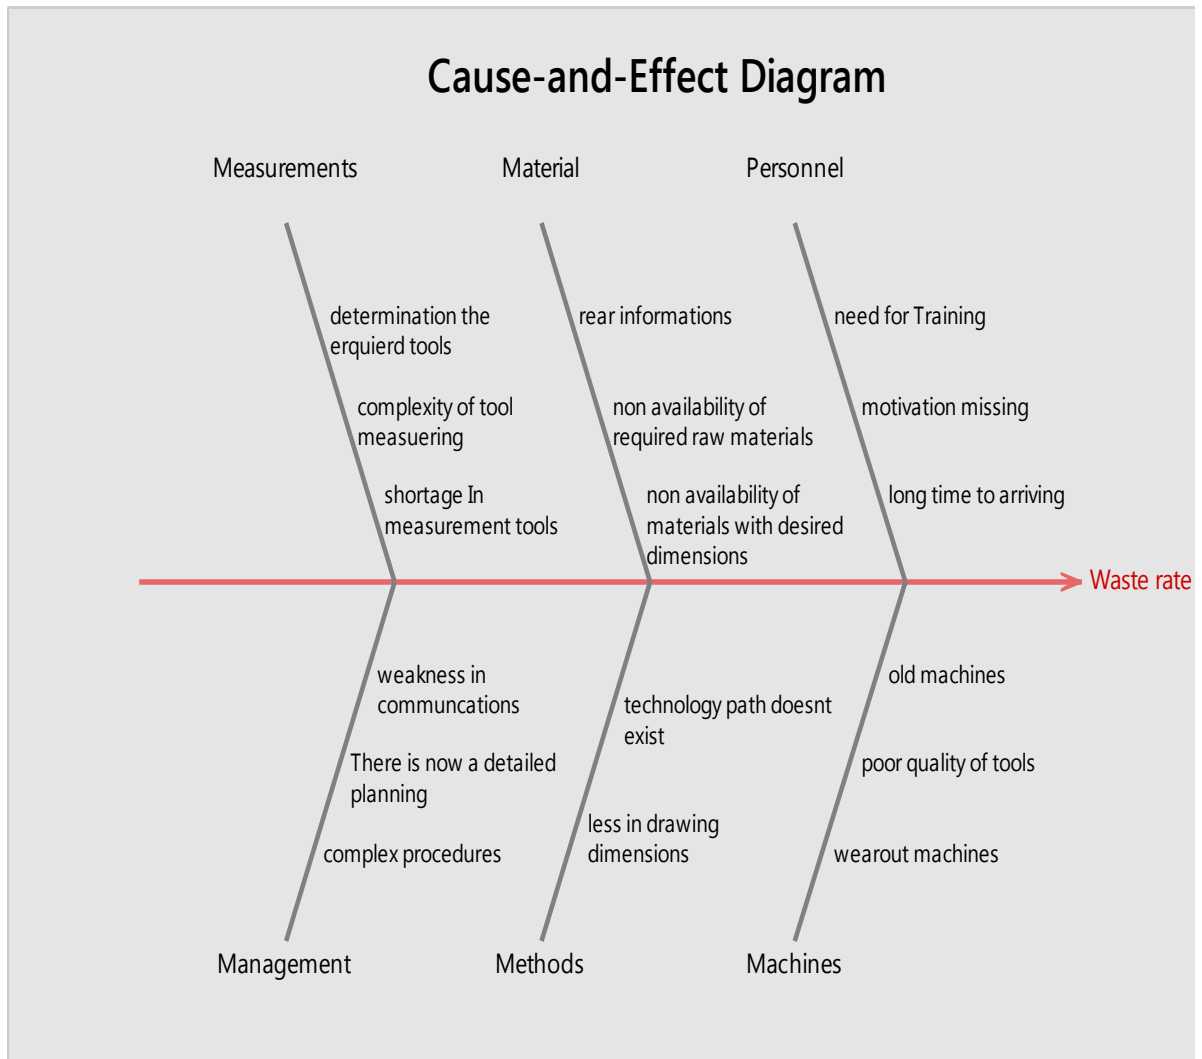 Cause-and-Effect Diagram
Measurements
Material
Personnel
determination the
erquierd tools
complexity of tool
measuering
shortage In
measurement tools
rear informations
non availability of
required raw materials
non availability of
materials with desired
dimensions
need for Training
motivation missing
long time to arriving
Waste rate
weakness in
communcations
There is now a detailed
planning
complex procedures
technology path doesnt
exist
less in drawing
dimensions
old machines
poor quality of tools
wearout machines
Management
Methods
Machines